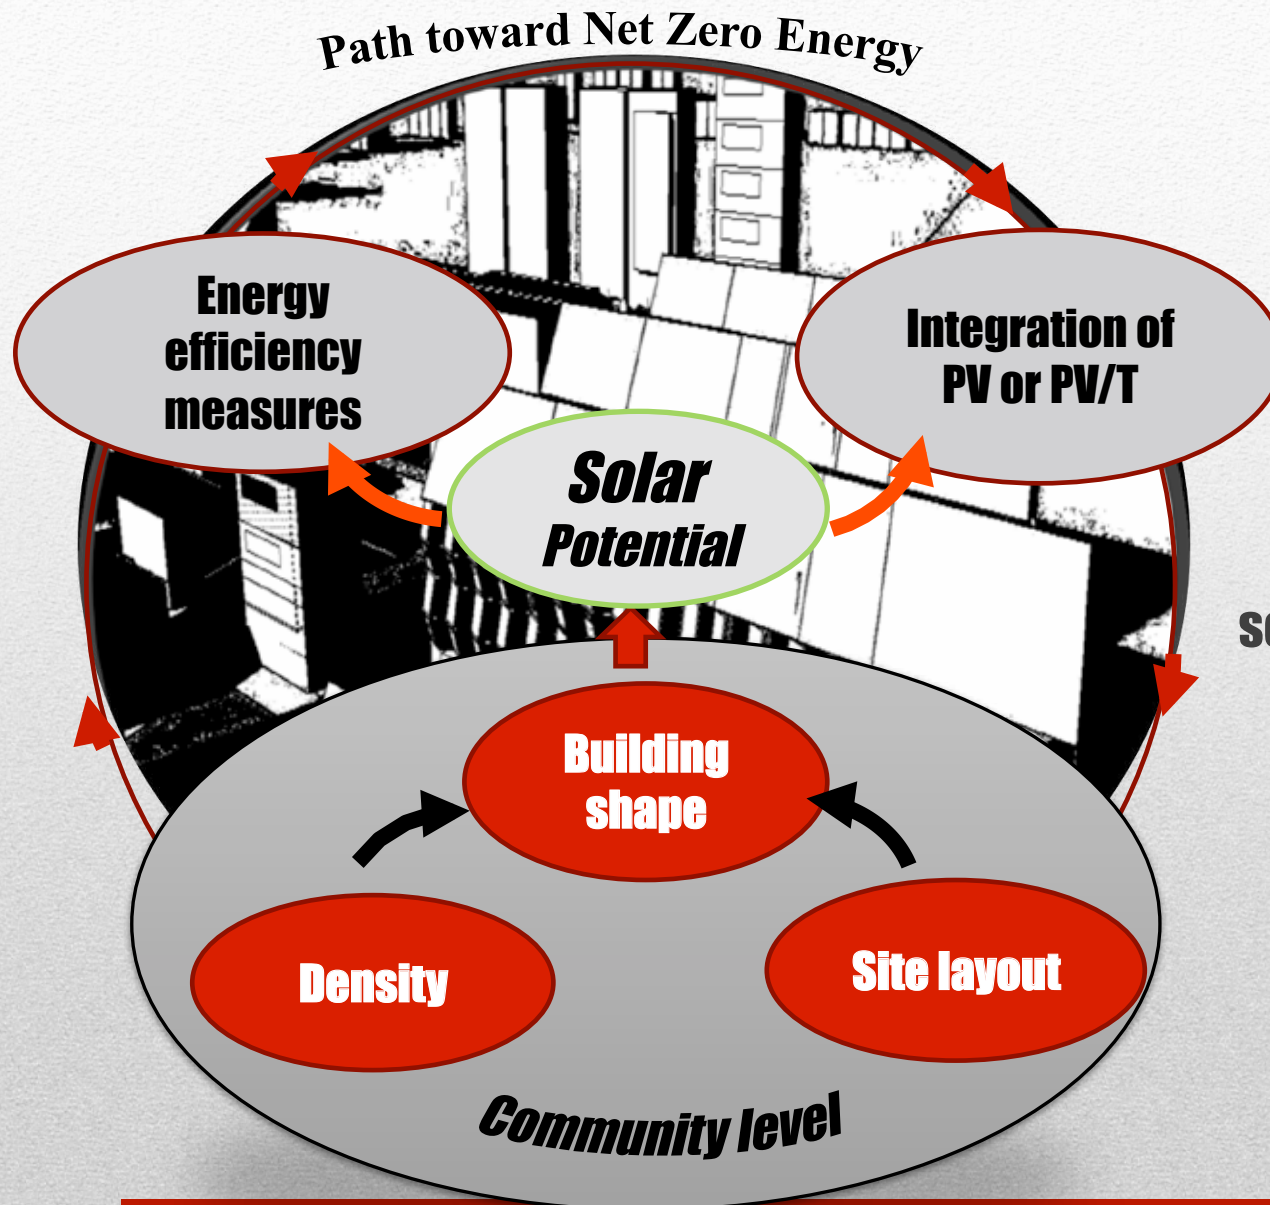 Path toward Net Zero Energy
Energy
efficiency
measures
Integration of
PV or PV/T
Solar
Potential
Building
shape
Density
Site layout
Community level